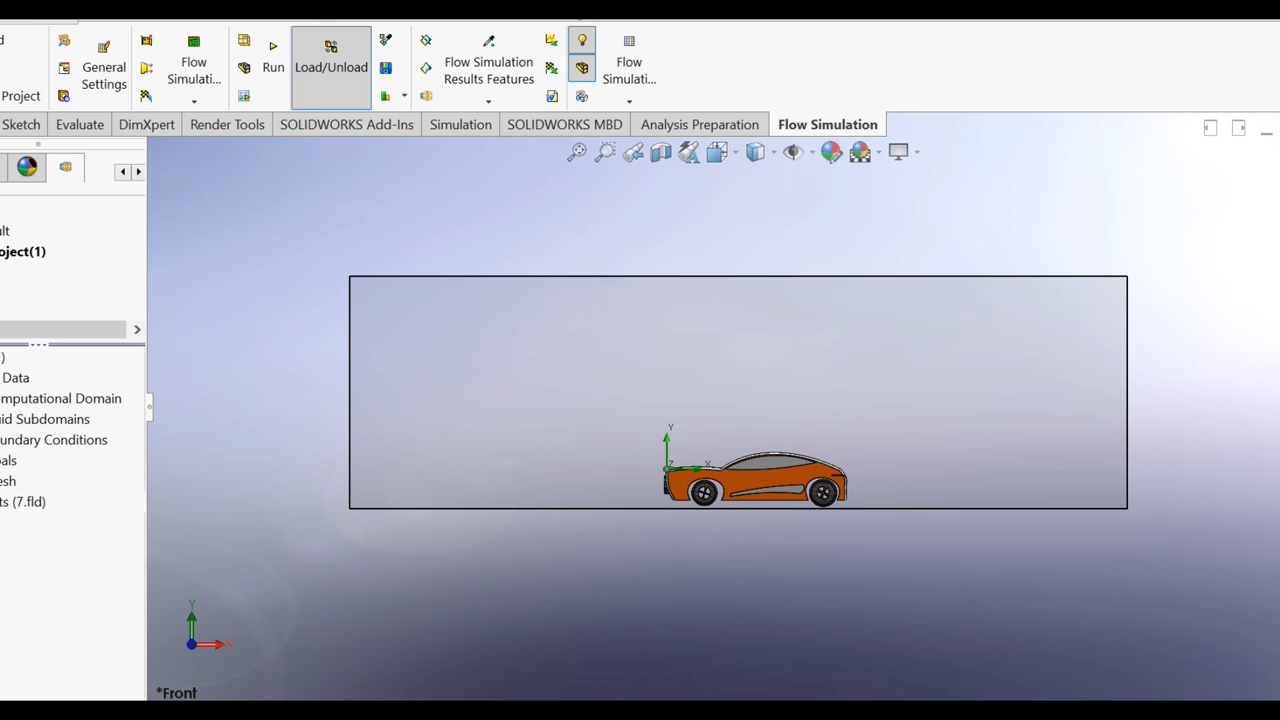 d
Project
General
Settings
Flow
Simulati...
Run
Load/Unload
Flow Simulation
Results Features
Flow
Simulati...
Sketch
Evaluate
DimXpert
Render Tools
SOLIDWORKS Add-Ins
Simulation
SOLIDWORKS MBD
Analysis Preparation
Flow Simulation
ult
oject(1)
)
Data
mputational Domain
uid Subdomains
undary Conditions
oals
esh
ts (7.fld)
Y
Z
X
Y
X
*Front